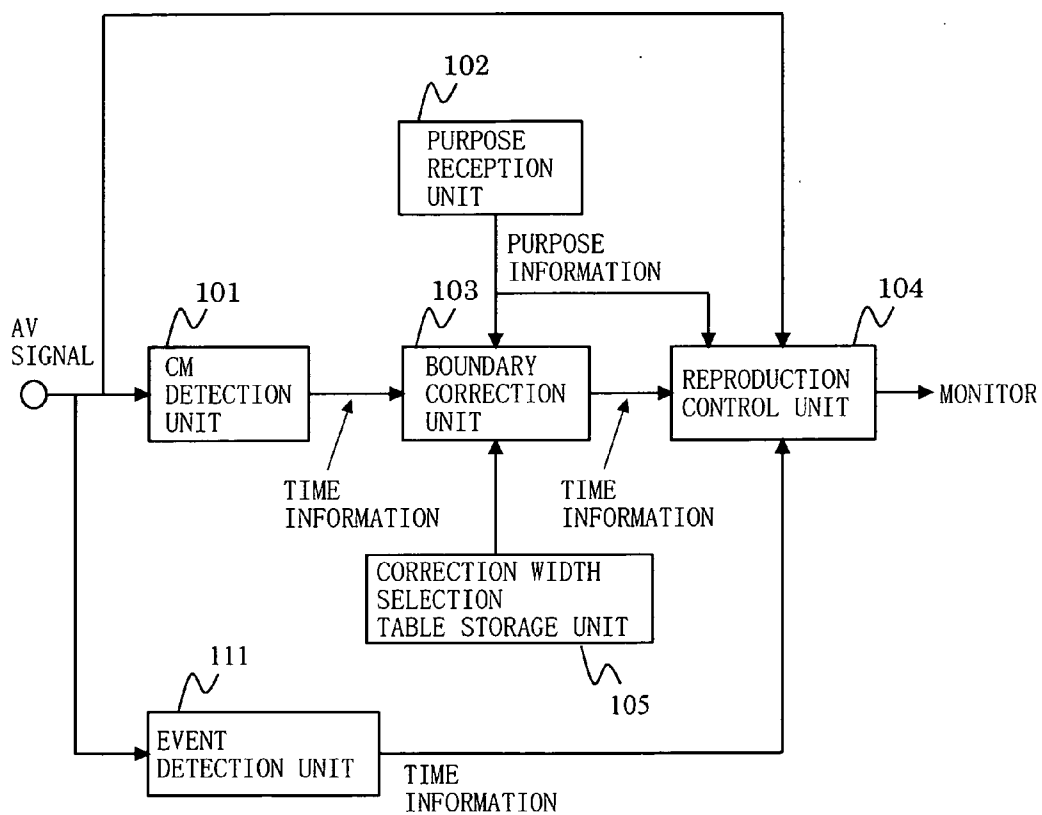 102
PURPOSE
RECEPTION
UNIT
PURPOSE
INFORMATION
101
103
104
AV
SIGNAL
CM
DETECTION
UNIT
BOUNDARY
CORRECTION
UNIT
REPRODUCTION
CONTROL UNIT
MONITOR
TIME
INFORMATION
TIME
INFORMATION
CORRECTION WIDTH
SELECTION
TABLE STORAGE UNIT
105
111
EVENT
DETECTION UNIT
TIME
INFORMATION